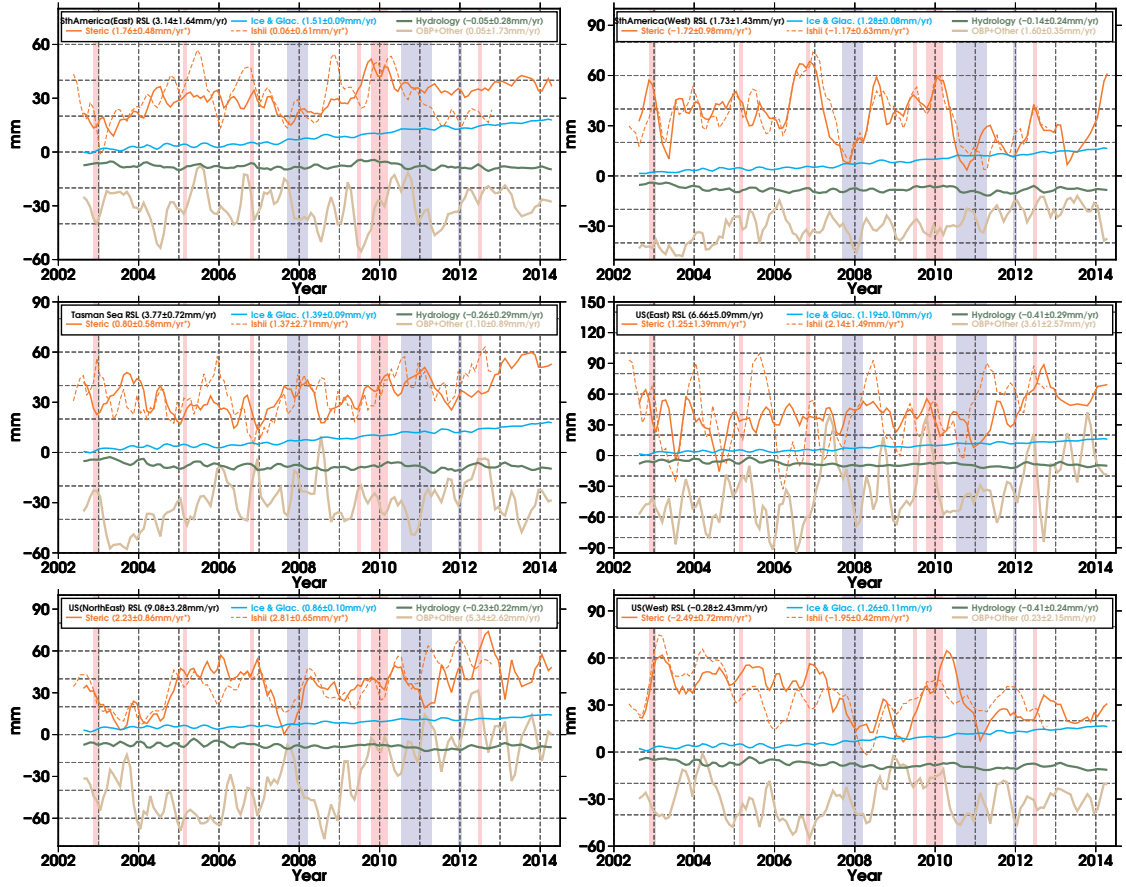 SthAmerica(East) RSL (3.14±1.64mm/yr) Ice & Glac. (1.51±0.09mm/yr) Hydrology (−0.05±0.28mm/yr)
Steric (1.76±0.48mm/yr*) Ishii (0.06±0.61mm/yr*) OBP+Other (0.05±1.73mm/yr)
60
30
0
−30
−60
mm
2002 2004 2006 2008 2010 2012 2014
Year
SthAmerica(West) RSL (1.73±1.43mm/yr) Ice & Glac. (1.28±0.08mm/yr) Hydrology (−0.14±0.24mm/yr)
Steric (−1.72±0.98mm/yr*) Ishii (−1.17±0.63mm/yr*) OBP+Other (1.60±0.35mm/yr)
90
60
30
0
−30
mm
2002 2004 2006 2008 2010 2012 2014
Year
Tasman Sea RSL (3.77±0.72mm/yr) Ice & Glac. (1.39±0.09mm/yr) Hydrology (−0.26±0.29mm/yr)
Steric (0.80±0.58mm/yr*) Ishii (1.37±2.71mm/yr*) OBP+Other (1.10±0.89mm/yr)
90
60
30
0
−30
−60
mm
2002 2004 2006 2008 2010 2012 2014
Year
US(East) RSL (6.66±5.09mm/yr) Ice & Glac. (1.19±0.10mm/yr) Hydrology (−0.41±0.29mm/yr)
Steric (1.25±1.39mm/yr*) Ishii (2.14±1.49mm/yr*) OBP+Other (3.61±2.57mm/yr)
150
120
90
60
30
0
−30
−60
−90
mm
2002 2004 2006 2008 2010 2012 2014
Year
US(NorthEast) RSL (9.08±3.28mm/yr) Ice & Glac. (0.86±0.10mm/yr) Hydrology (−0.23±0.22mm/yr)
Steric (2.23±0.86mm/yr*) Ishii (2.81±0.65mm/yr*) OBP+Other (5.34±2.62mm/yr)
90
60
30
0
−30
−60
mm
2002 2004 2006 2008 2010 2012 2014
Year
US(West) RSL (−0.28±2.43mm/yr) Ice & Glac. (1.26±0.11mm/yr) Hydrology (−0.41±0.24mm/yr)
Steric (−2.49±0.72mm/yr*) Ishii (−1.95±0.42mm/yr*) OBP+Other (0.23±2.15mm/yr)
90
60
30
0
−30
−60
mm
2002 2004 2006 2008 2010 2012 2014
Year